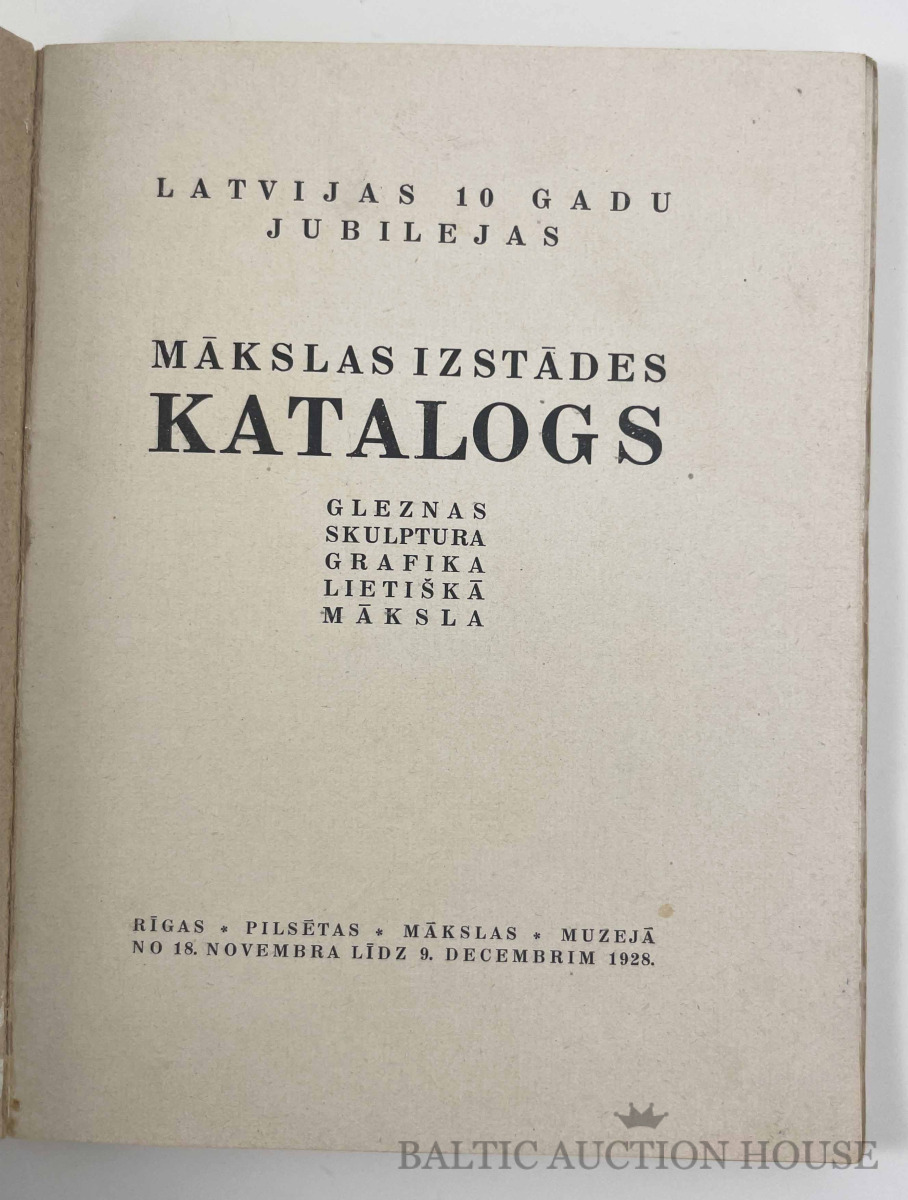 LATVIJAS 10 GADU
JUBILEJAS
MĀKSLAS IZSTĀDES
KATALOGS
GLEZNAS
SKULPTURA
GRAFIKA
LIETIŠKĀ
MĀKSLA
RĪGAS * PILSĒTAS * MĀKSLAS * MUZEJĀ
NO 18. NOVEMBRA LĪDZ 9. DECEMBRIM 1928.
BALTIC AUCTION HOUSE